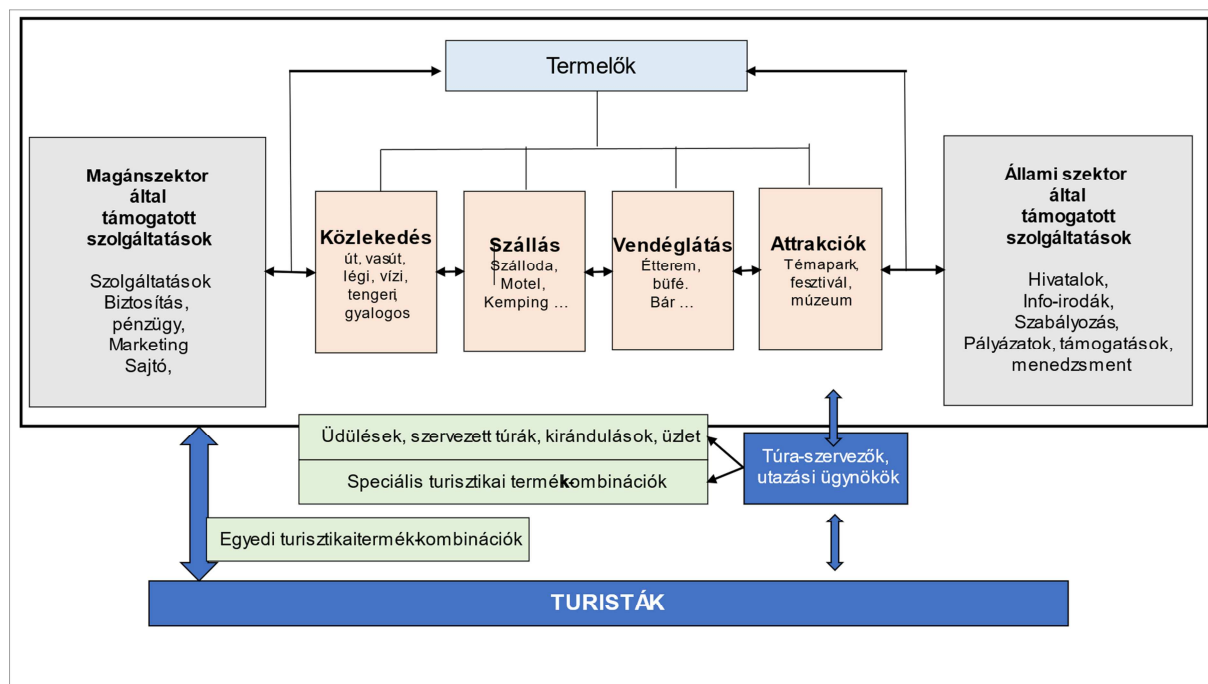 Termelők
Magánszektor
által
támogatott
szolgáltatások
Szolgáltatások
Biztosítás,
pénzügy,
Marketing
Sajtó,
Közlekedés
út, vasút,
légi, vízi,
tengeri,
gyalogos
Szállás
Szálloda,
Motel,
Kemping ...
Vendéglátás
Étterem,
büfé.
Bár ...
Attrakciók
Témapark,
fesztivál,
múzeum
Állami szektor
által
támogatott
szolgáltatások
Hivatalok,
Info-irodák,
Szabályozás,
Pályázatok, támogatások,
menedzsment
Üdülések, szervezett túrák, kirándulások, üzlet
Speciális turisztikai termék-kombinációk
Túra-szervezők,
utazási ügynökök
Egyedi turisztikaitermék-kombinációk
TURISTÁK